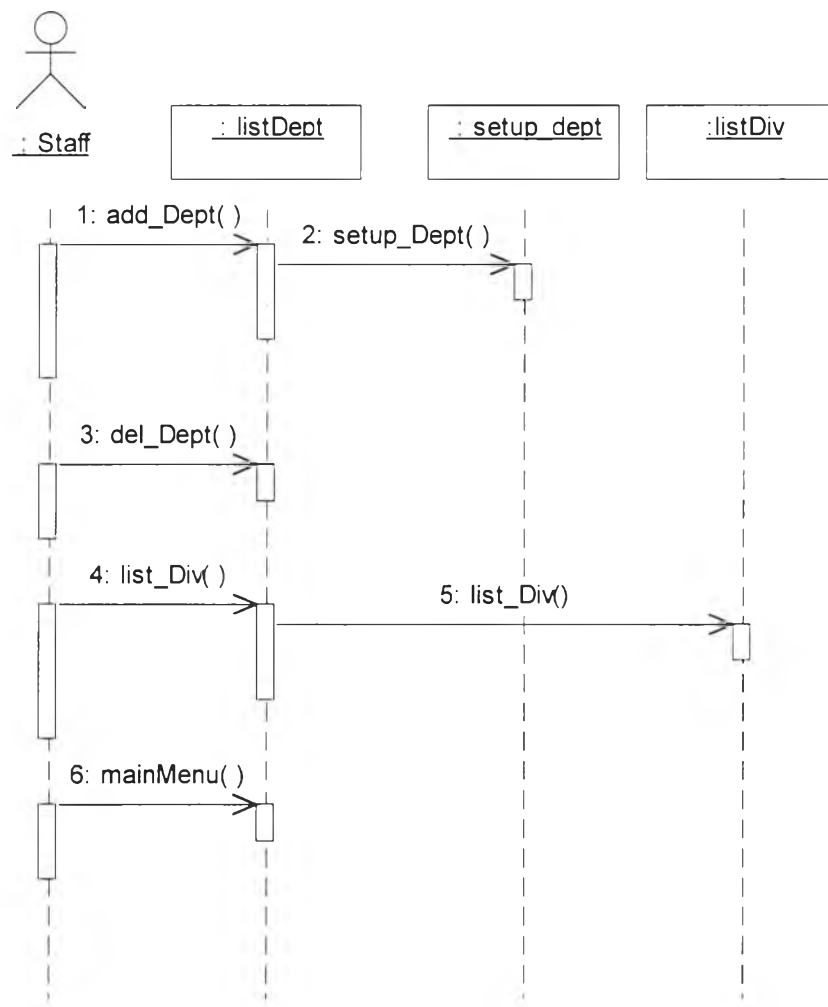 : Staff
: listDept
: setup_dept
:listDiv
1: add_Dept( )
2: setup_Dept( )
3: del_Dept( )
4: list_Div( )
5: list_Div()
6: mainMenu( )